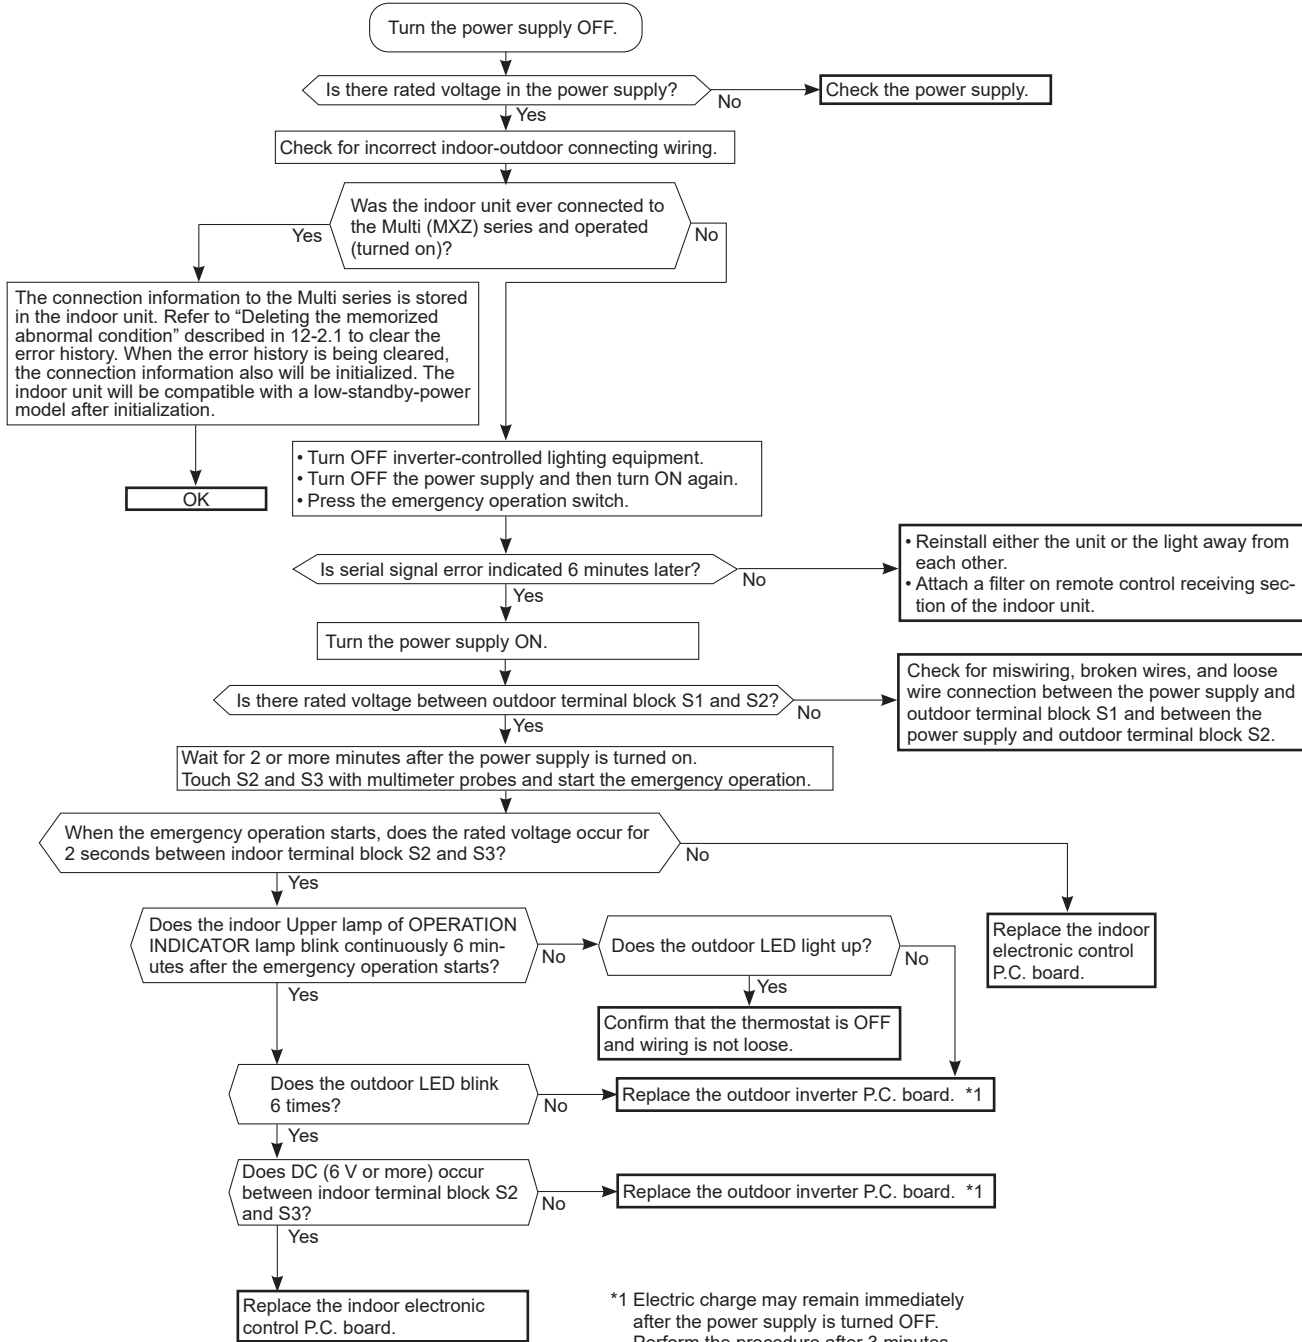 Turn the power supply OFF.
Is there rated voltage in the power supply?
No
Check the power supply.
Yes
Check for incorrect indoor-outdoor connecting wiring.
Was the indoor unit ever connected to
the Multi (MXZ) series and operated
(turned on)?
Yes
No
The connection information to the Multi series is stored
in the indoor unit. Refer to “Deleting the memorized
abnormal condition” described in 12-2.1 to clear the
error history. When the error history is being cleared,
the connection information also will be initialized. The
indoor unit will be compatible with a low-standby-power
model after initialization.
OK
• Turn OFF inverter-controlled lighting equipment.
• Turn OFF the power supply and then turn ON again.
• Press the emergency operation switch.
Is serial signal error indicated 6 minutes later?
No
• Reinstall either the unit or the light away from
each other.
• Attach a filter on remote control receiving sec-
tion of the indoor unit.
Yes
Turn the power supply ON.
Is there rated voltage between outdoor terminal block S1 and S2?
No
Check for miswiring, broken wires, and loose
wire connection between the power supply and
outdoor terminal block S1 and between the
power supply and outdoor terminal block S2.
Yes
Wait for 2 or more minutes after the power supply is turned on.
Touch S2 and S3 with multimeter probes and start the emergency operation.
When the emergency operation starts, does the rated voltage occur for
2 seconds between indoor terminal block S2 and S3?
No
Yes
Replace the indoor
electronic control
P.C. board.
Does the indoor Upper lamp of OPERATION
INDICATOR lamp blink continuously 6 min-
utes after the emergency operation starts?
No
Does the outdoor LED light up?
No
Yes
Yes
Confirm that the thermostat is OFF
and wiring is not loose.
Does the outdoor LED blink
6 times?
No
Replace the outdoor inverter P.C. board. *1
Yes
Does DC (6 V or more) occur
between indoor terminal block S2
and S3?
No
Replace the outdoor inverter P.C. board. *1
Yes
Replace the indoor electronic
control P.C. board.
*1 Electric charge may remain immediately
after the power supply is turned OFF.
Perform the procedure after 3 minutes